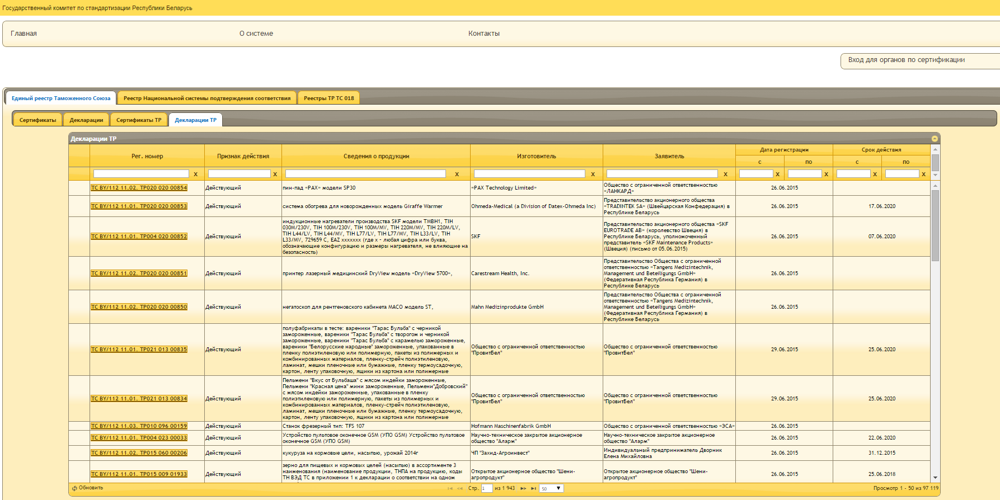 Государственный комитет по стандартизации Республики Беларусь
Главная О системе Контакты
Вход для органов по сертификации
Единый реестр Таможенного Союза Реестр Национальной системы подтверждения соответствия Реестры ТР ТС 018
Сертификаты Декларации Сертификаты ТР Декларации ТР
Декларации ТР
Рег. номер Признак действия Сведения о продукции Изготовитель Заявитель Дата регистрации Срок действия
с по с по
x x x x x x x x x
ТС BY/112 11.02. ТР020 020 00854 Действующий пин-пад «PAX» модели SP30 «PAX Technology Limited»
Общество с ограниченной ответственностью
«ЛАНКАРД»
26.06.2015
ТС BY/112 11.01. ТР020 020 00853 Действующий система обогрева для новорожденных модель Giraffe Warmer Ohmeda-Medical (a Division of Datex-Ohmeda Inc)
Представительство акционерного общества
«TRADINTEK SA» (Швейцарская Конфедерация) в
Республике Беларусь
26.06.2015 17.06.2020
ТС BY/112 11.01. ТР004 020 00852 Действующий
индукционные нагреватели производства SKF модели TMBH1, TIH
030M/230V, TIH 100M/230V, TIH 100M/MV, TIH 220M/MV, TIH 220M/LV,
TIH L44/LV, TIH L44/MV, TIH L77/LV, TIH L77/MV, TIH L33/LV, TIH
L33/MV, 729659 C, EAZ xxxxxxx (где x - любая цифра или буква,
обозначающие конфигурацию и размеры нагревателя, не влияющие на
безопасность)
SKF
Представительство акционерного общества «SKF
EUROTRADE AB» (королевство Швеция) в
Республике Беларусь, уполномоченный
представитель «SKF Maintenance Products»
(Швеция) (письмо от 05.06.2015)
26.06.2015 07.06.2020
ТС BY/112 11.02. ТР020 020 00851 Действующий принтер лазерный медицинский DryView модель «DryView 5700», Carestream Health, Inc.
Представительство Общества с ограниченной
ответственностью «Tangens Medizintechnik,
Management und Beteiligungs GmbH»
(Федеративная Республика Германия) в
Республике Беларусь
26.06.2015
ТС BY/112 11.02. ТР020 020 00850 Действующий негатоскоп для рентгеновского кабинета MACO модель ST, Mahn Medizinprodukte GmbH
Представительство Общества с ограниченной
ответственностью «Tangens Medizintechnik,
Management und Beteiligungs GmbH»
(Федеративная Республика Германия) в
Республике Беларусь
26.06.2015
ТС BY/112 11.01. ТР021 013 00835 Действующий
полуфабрикаты в тесте: вареники "Тарас Бульба" с черникой
замороженные, вареники "Тарас Бульба" с творогом и черникой
замороженные, вареники "Тарас Бульба" с карамелью замороженные,
вареники "Белорусские народные" замороженные, упакованные в
пленку полиэтиленовую или полимерную, пакеты из полимерных и
комбинированных материалов, пленку-стрейч полиэтиленовую,
ламинат, мешки пленочные или бумажные, пленку термоусадочную,
картон, ленту упаковочную, ящики из картона или полимерные
Общество с ограниченной ответственностью
"ПровитБел"
Общество с ограниченной ответственностью
"ПровитБел"
29.06.2015 25.06.2020
ТС BY/112 11.01. ТР021 013 00834 Действующий
Пельмени "Вкус от Бульбаша" с мясом индейки замороженные,
Пельмени "Красная цена" мини замороженные, Пельмени"Добровский"
с мясом индейки замороженные, упакованные в пленку
полиэтиленовую или полимерную, пакеты из полимерных и
комбинированных материалов, пленку-стрейч полиэтиленовую,
ламинат, мешки пленочные или бумажные, пленку термоусадочную,
картон, ленту упаковочную, ящики из картона или полимерные
Общество с ограниченной ответственностью
"ПровитБел"
Общество с ограниченной ответственностью
"ПровитБел"
29.06.2015 25.06.2020
ТС BY/112 11.03. ТР010 096 00159 Действующий Станок фрезерный тип: TFS 107 Hofmann Maschinenfabrik GmbH Общество с ограниченной ответственностью «ЭСА» 26.06.2015
ТС BY/112 11.01. ТР004 023 00033 Действующий
Устройство пультовое оконечное GSM (УПО GSM) Устройство пультовое
оконечное GSM (УПО GSM)
Научно-техническое закрытое акционерное
общество "Аларм"
Научно-техническое закрытое акционерное
общество "Аларм"
26.06.2015 22.06.2020
ТС BY/112 11.02. ТР015 060 00206 Действующий кукуруза на кормовые цели, насыпью, урожай 2014г ЧП "Захид-Агроинвест"
Индивидуальный предприниматель Дворник
Елена Михайловна
26.06.2015 31.12.2015
ТС BY/112 11.01. ТР015 009 01933 Действующий
зерно для пищевых и кормовых целей (насыпью) в ассортименте 3
наименования (наименование продукции, ТНПА на продукцию, коды
ТН ВЭД ТС в приложении 1 к декларации о соответствии на одном
Открытое акционерное общество "Шени-
агропродукт"
Открытое акционерное общество "Шени-
агропродукт"
26.06.2015 25.06.2018
Обновить Стр. 1 из 1 943 50 Просмотр 1 - 50 из 97 119